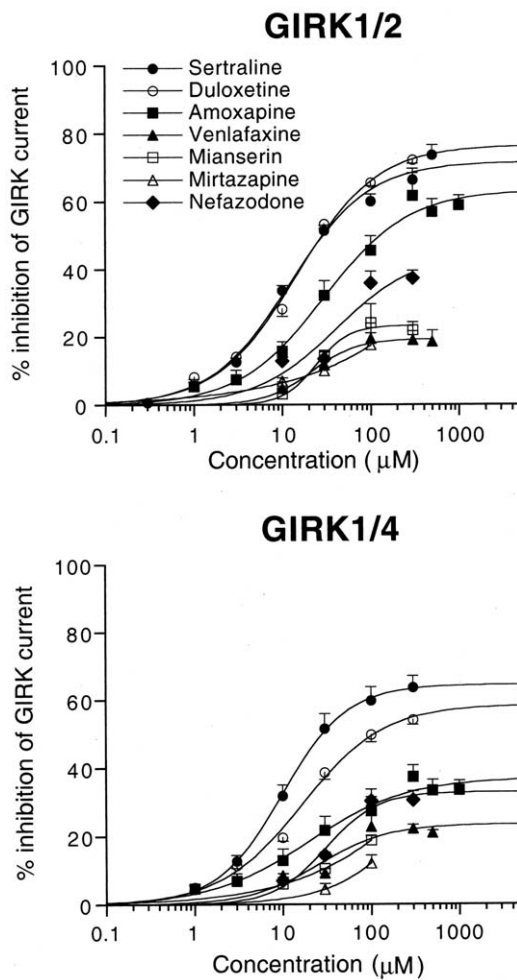 GIRK1/2
100
80
60
40
20
0
% inhibition of GIRK current
Sertraline
Duloxetine
Amoxapine
Venlafaxine
Mianserin
Mirtazapine
Nefazodone
0.1 1 10 100 1000
Concentration ( μM)
GIRK1/4
100
80
60
40
20
0
% inhibition of GIRK current
0.1 1 10 100 1000
Concentration (μM)